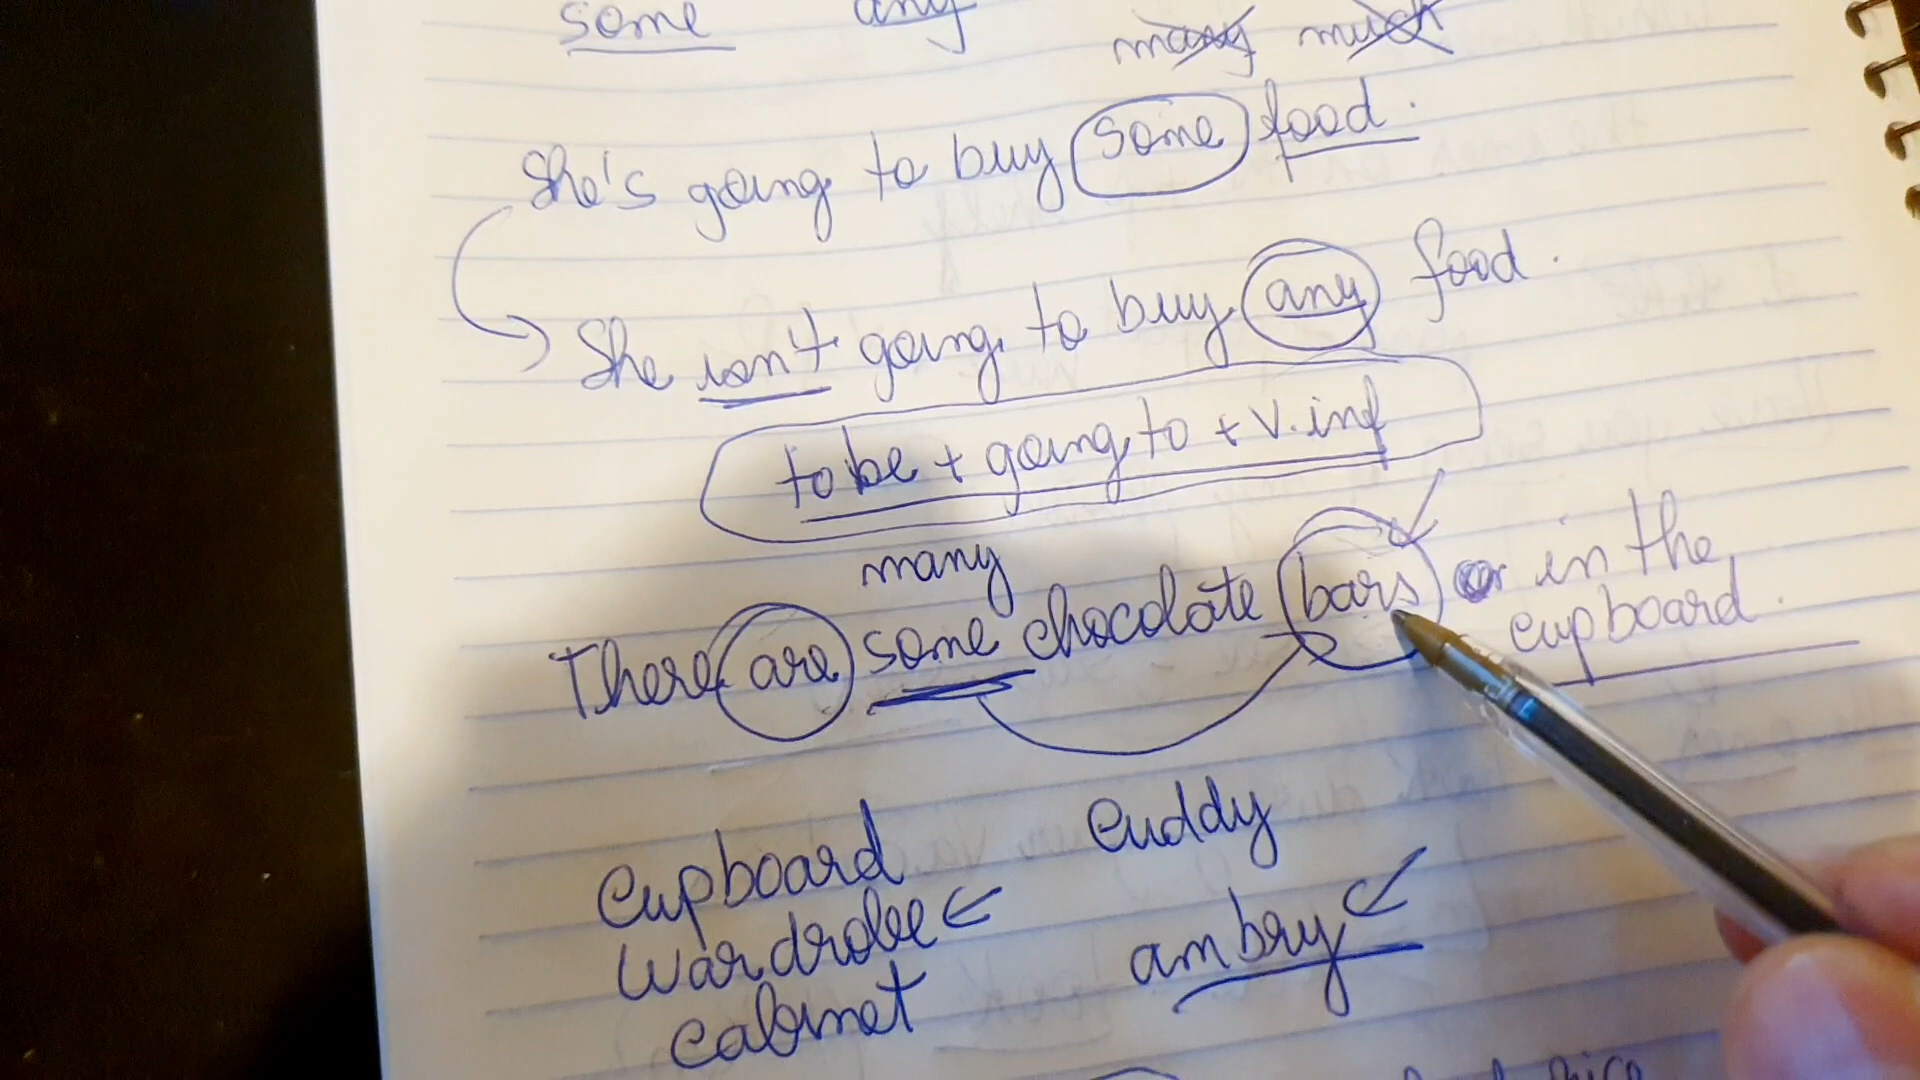 some any many much
She's going to buy some food.
She isn't going to buy any food.
to be + going to + V. inf
many
There are some chocolate bars or in the
cupboard.
Cupboard Cuddy
Wardrobe
ambry
Cabinet